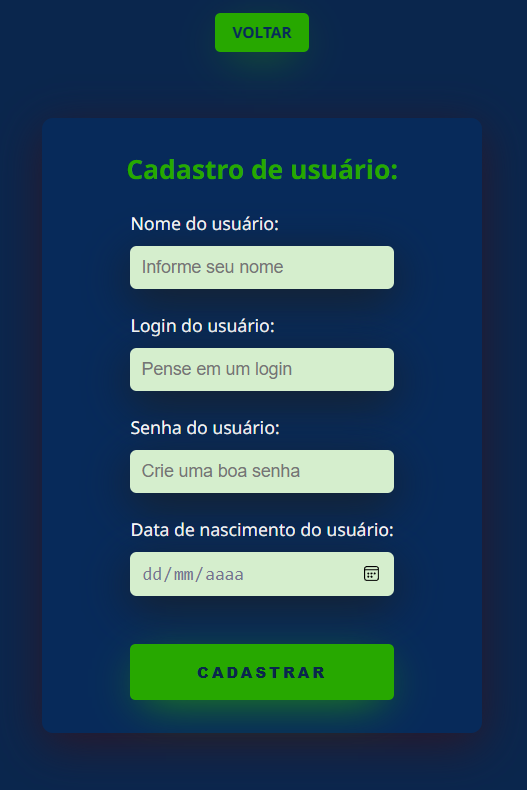 VOLTAR
Cadastro de usuário:
Nome do usuário:
Informe seu nome
Login do usuário:
Pense em um login
Senha do usuário:
Crie uma boa senha
Data de nascimento do usuário:
dd/mm/aaaa
CADASTRAR